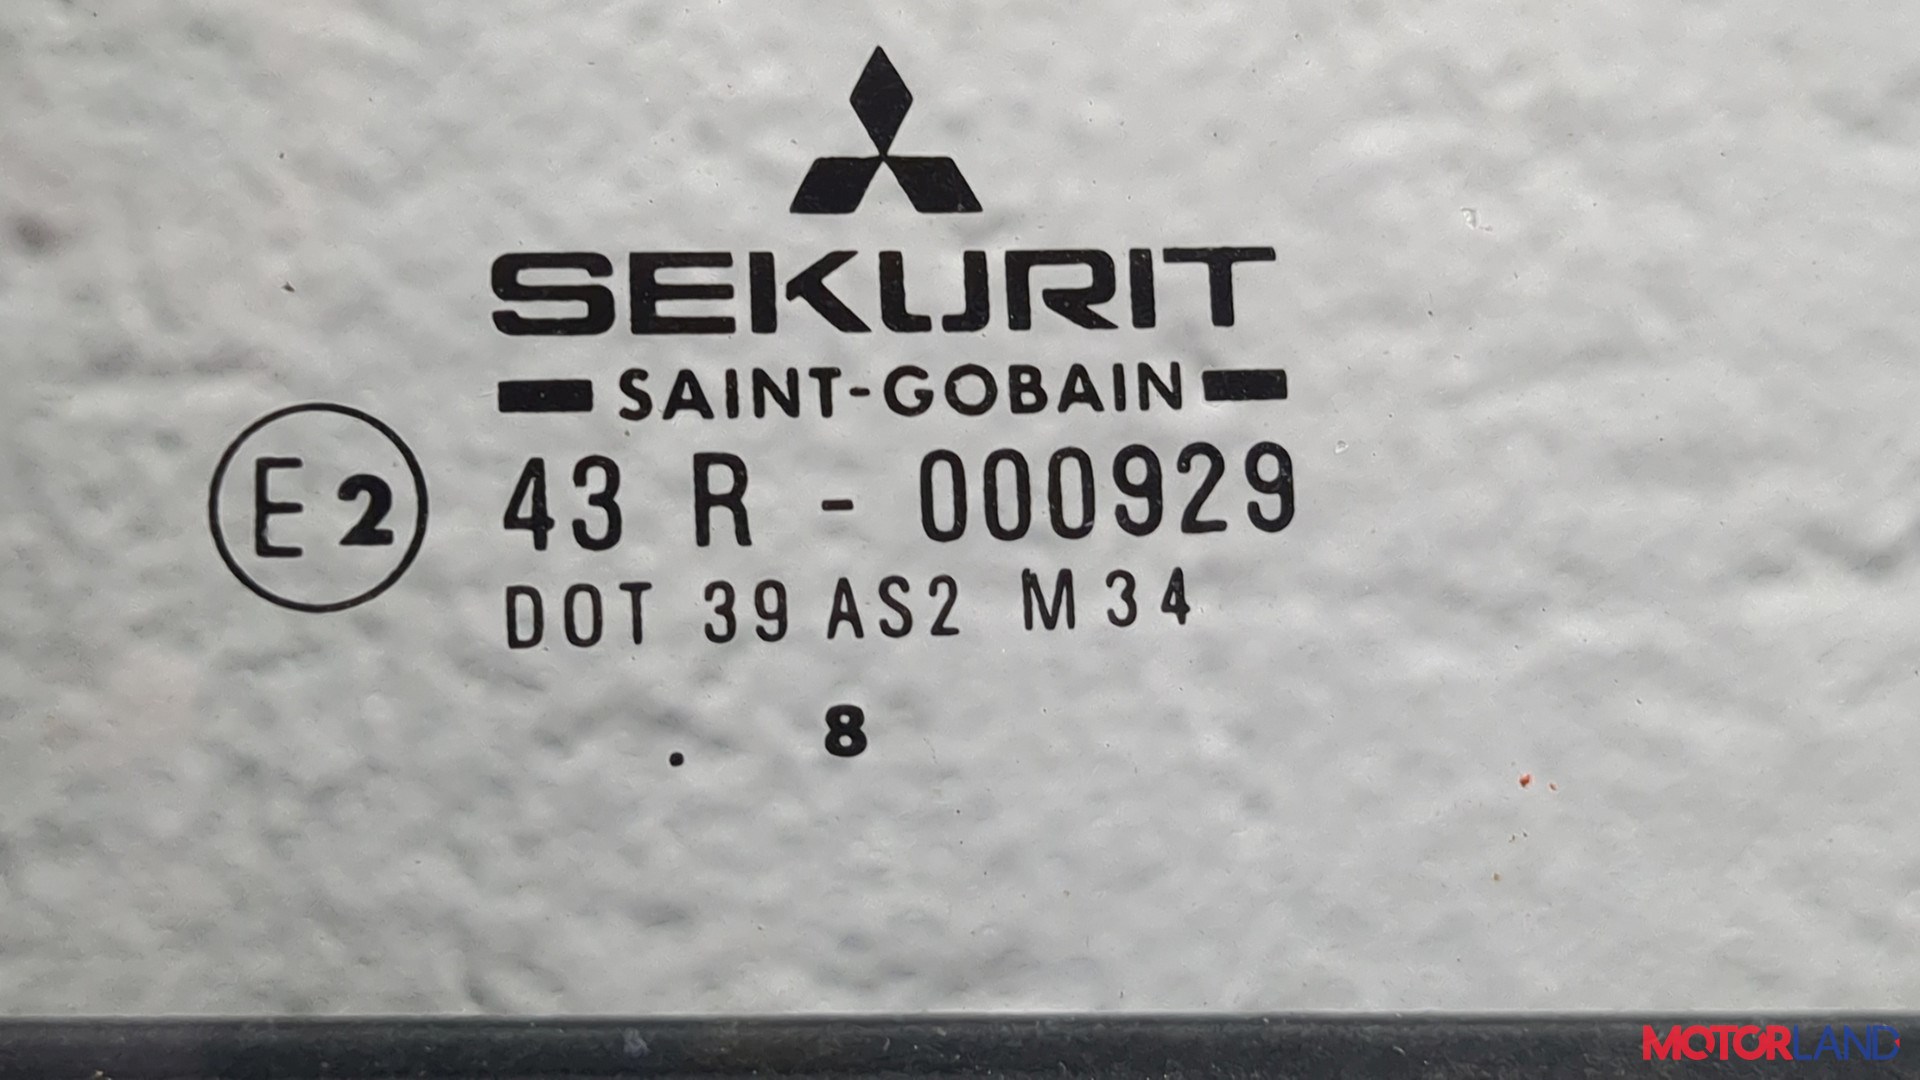 SEKURIT
SAINT-GOBAIN
E2 43 R - 000929
DOT 39 AS2 M34
. 8
MOTORLAND